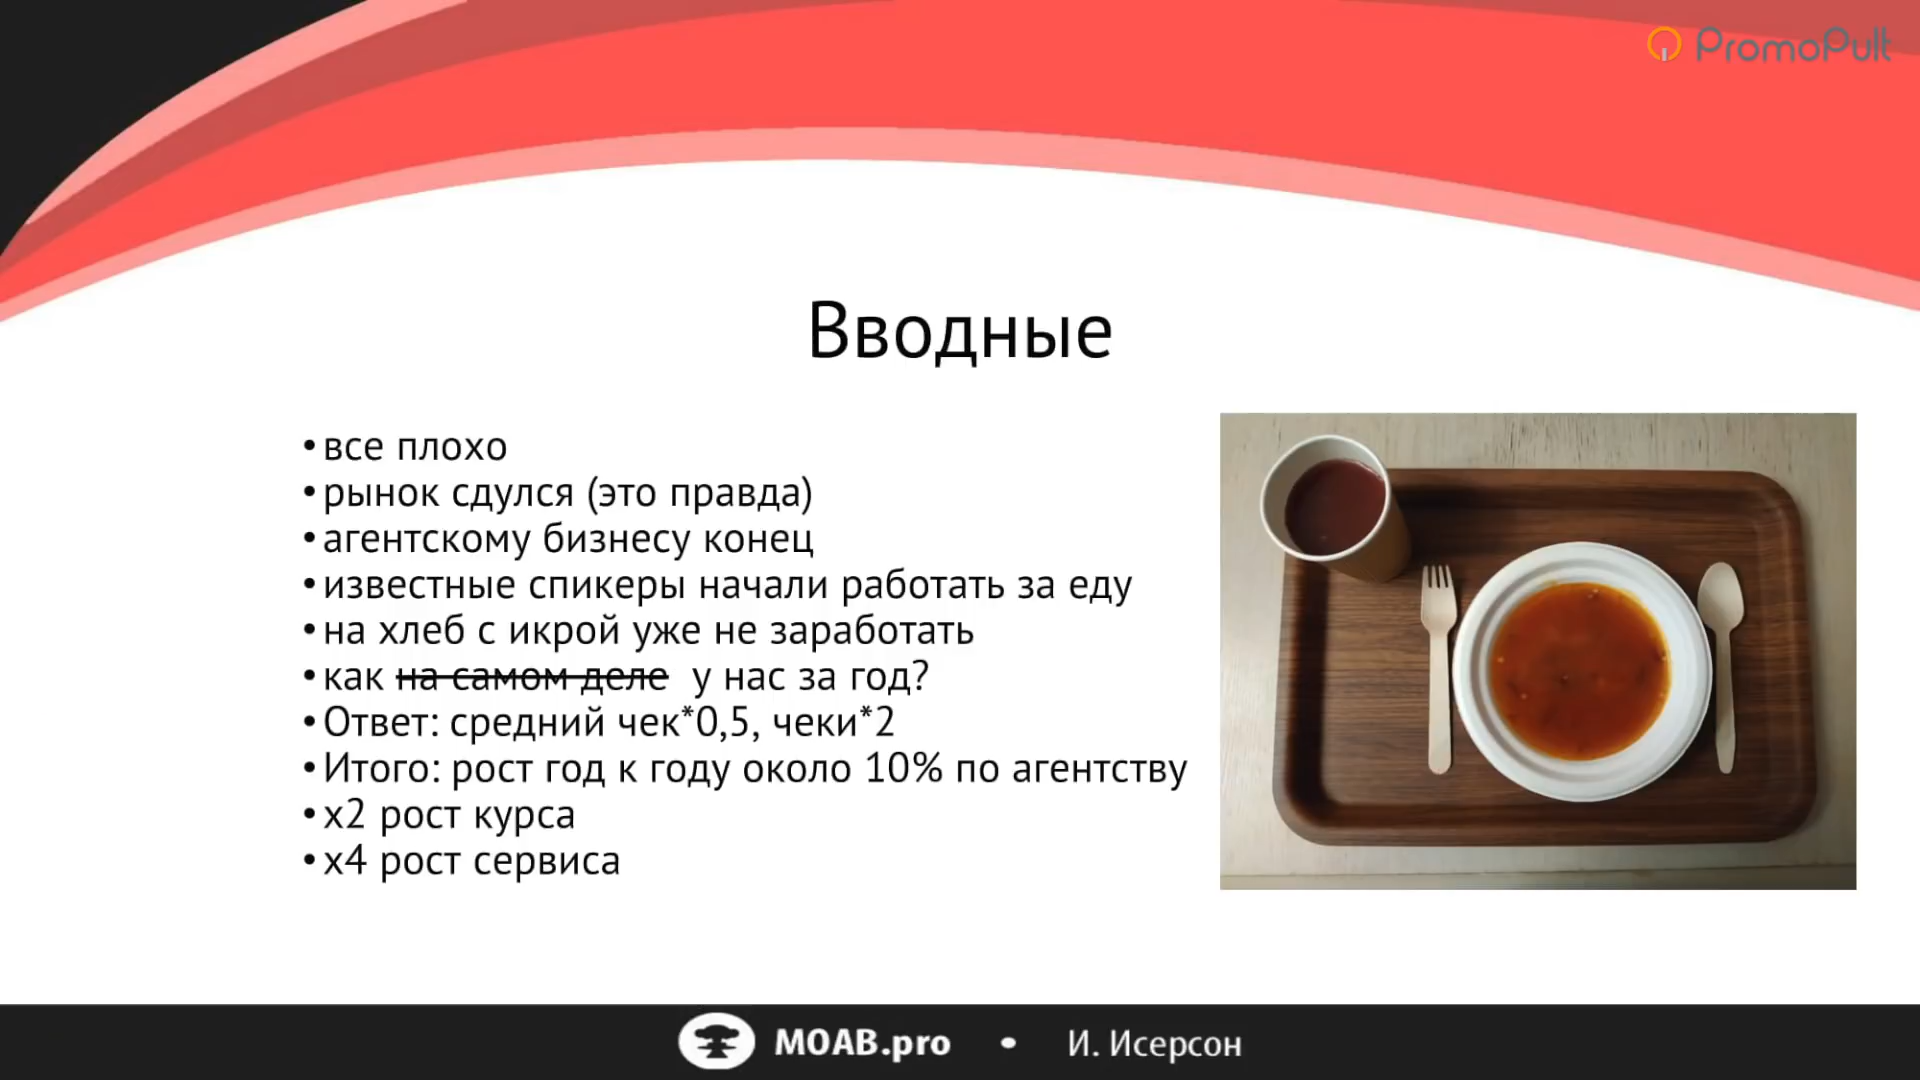 PromoPult
Вводные
•все плохо
•рынок сдулся (это правда)
•агентскому бизнесу конец
•известные спикеры начали работать за еду
•на хлеб с икрой уже не заработать
•как на самом деле у нас за год?
•Ответ: средний чек*0,5, чеки*2
•Итого: рост год к году около 10% по агентству
•х2 рост курса
•х4 рост сервиса
MOAB.pro • И. Исерсон